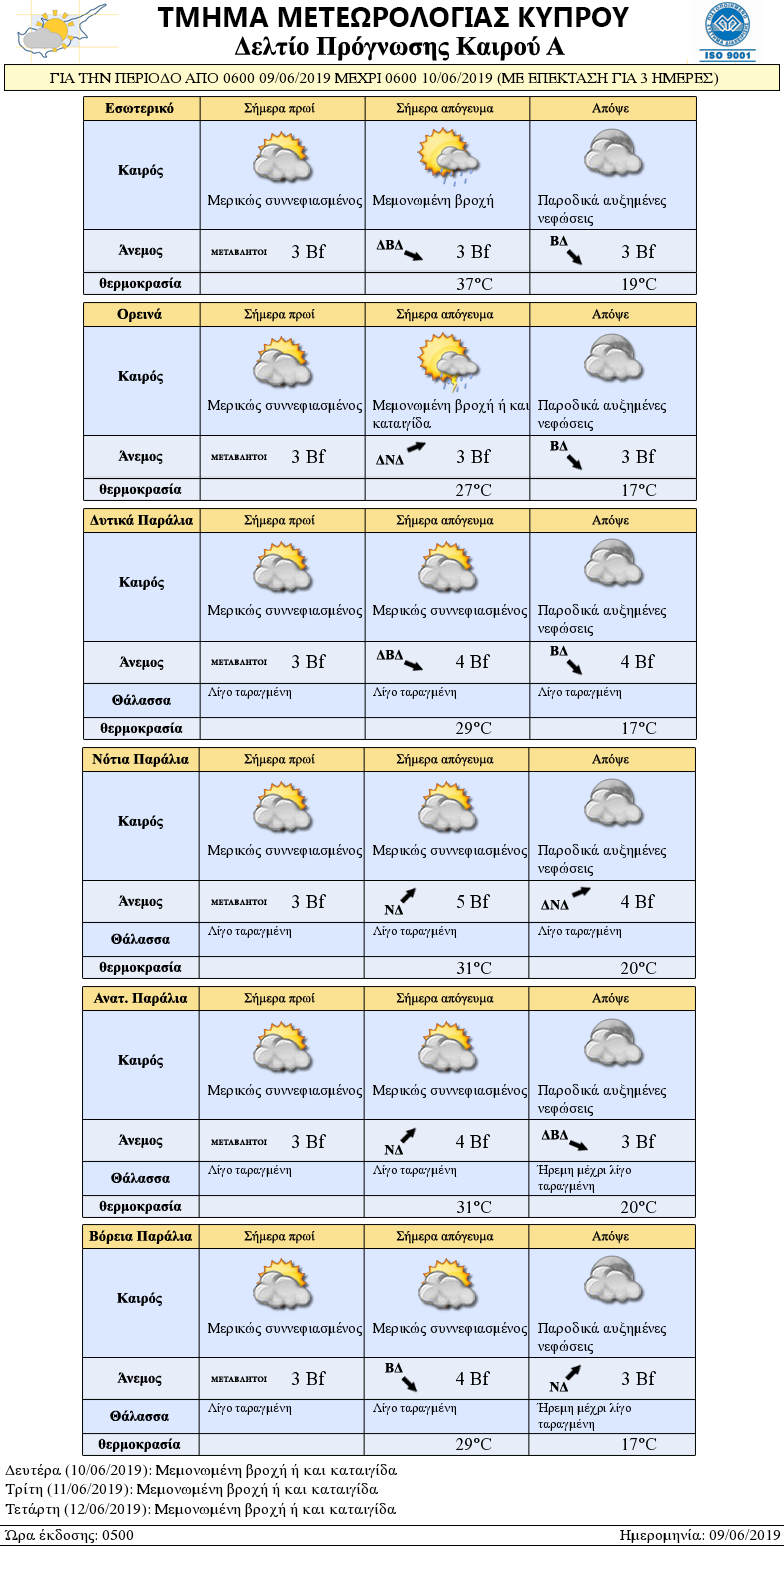 ΤΜΗΜΑ ΜΕΤΕΩΡΟΛΟΓΙΑΣ ΚΥΠΡΟΥ
Δελτίο Πρόγνωσης Καιρού Α
ISO 9001
ΓΙΑ ΤΗΝ ΠΕΡΙΟΔΟ ΑΠΟ 0600 09/06/2019 ΜΕΧΡΙ 0600 10/06/2019 (ΜΕ ΕΠΕΚΤΑΣΗ ΓΙΑ 3 ΗΜΕΡΕΣ)
Εσωτερικό Σήμερα πρωί Σήμερα απόγευμα Απόψε
Καιρός
Μερικώς συννεφιασμένος Μεμονωμένη βροχή Παροδικά αυξημένες
νεφώσεις
Άνεμος ΜΕΤΑΒΛΗΤΟΙ 3 Bf ΔΒΔ 3 Bf ΒΔ 3 Bf
θερμοκρασία 37°C 19°C
Ορεινά Σήμερα πρωί Σήμερα απόγευμα Απόψε
Καιρός
Μερικώς συννεφιασμένος Μεμονωμένη βροχή ή και Παροδικά αυξημένες
καταιγίδα νεφώσεις
Άνεμος ΜΕΤΑΒΛΗΤΟΙ 3 Bf ΔΝΔ 3 Bf ΒΔ 3 Bf
θερμοκρασία 27°C 17°C
Δυτικά Παράλια Σήμερα πρωί Σήμερα απόγευμα Απόψε
Καιρός
Μερικώς συννεφιασμένος Μερικώς συννεφιασμένος Παροδικά αυξημένες
νεφώσεις
Άνεμος ΜΕΤΑΒΛΗΤΟΙ 3 Bf ΔΒΔ 4 Bf ΒΔ 4 Bf
Θάλασσα Λίγο ταραγμένη Λίγο ταραγμένη Λίγο ταραγμένη
θερμοκρασία 29°C 17°C
Νότια Παράλια Σήμερα πρωί Σήμερα απόγευμα Απόψε
Καιρός
Μερικώς συννεφιασμένος Μερικώς συννεφιασμένος Παροδικά αυξημένες
νεφώσεις
Άνεμος ΜΕΤΑΒΛΗΤΟΙ 3 Bf ΝΔ 5 Bf ΔΝΔ 4 Bf
Θάλασσα Λίγο ταραγμένη Λίγο ταραγμένη Λίγο ταραγμένη
θερμοκρασία 31°C 20°C
Ανατ. Παράλια Σήμερα πρωί Σήμερα απόγευμα Απόψε
Καιρός
Μερικώς συννεφιασμένος Μερικώς συννεφιασμένος Παροδικά αυξημένες
νεφώσεις
Άνεμος ΜΕΤΑΒΛΗΤΟΙ 3 Bf ΝΔ 4 Bf ΔΒΔ 3 Bf
Θάλασσα Λίγο ταραγμένη Λίγο ταραγμένη Ήρεμη μέχρι λίγο
ταραγμένη
θερμοκρασία 31°C 20°C
Βόρεια Παράλια Σήμερα πρωί Σήμερα απόγευμα Απόψε
Καιρός
Μερικώς συννεφιασμένος Μερικώς συννεφιασμένος Παροδικά αυξημένες
νεφώσεις
Άνεμος ΜΕΤΑΒΛΗΤΟΙ 3 Bf ΒΔ 4 Bf ΝΔ 3 Bf
Θάλασσα Λίγο ταραγμένη Λίγο ταραγμένη Ήρεμη μέχρι λίγο
ταραγμένη
θερμοκρασία 29°C 17°C
Δευτέρα (10/06/2019): Μεμονωμένη βροχή ή και καταιγίδα
Τρίτη (11/06/2019): Μεμονωμένη βροχή ή και καταιγίδα
Τετάρτη (12/06/2019): Μεμονωμένη βροχή ή και καταιγίδα
Ώρα έκδοσης: 0500 Ημερομηνία: 09/06/2019